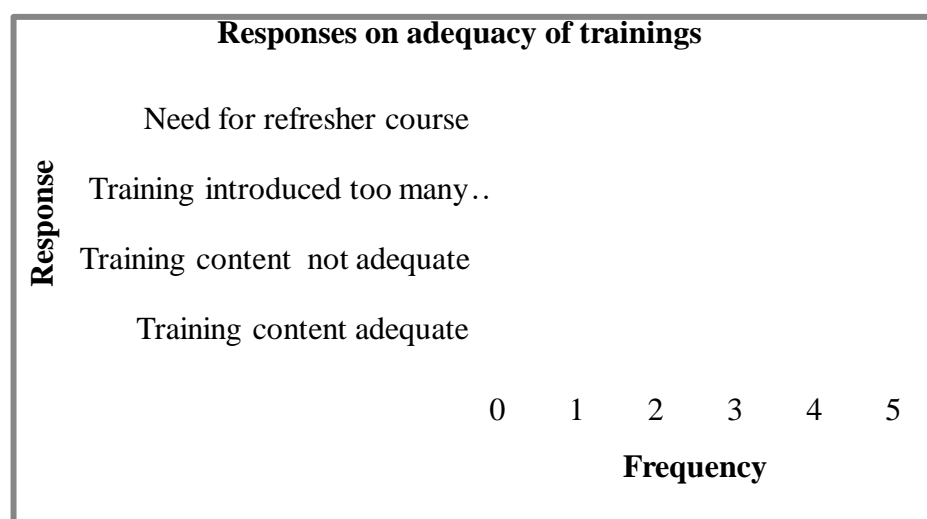 Responses on adequacy of trainings
Need for refresher course
Training introduced too many..
Training content not adequate
Training content adequate
Response
0 1 2 3 4 5
Frequency